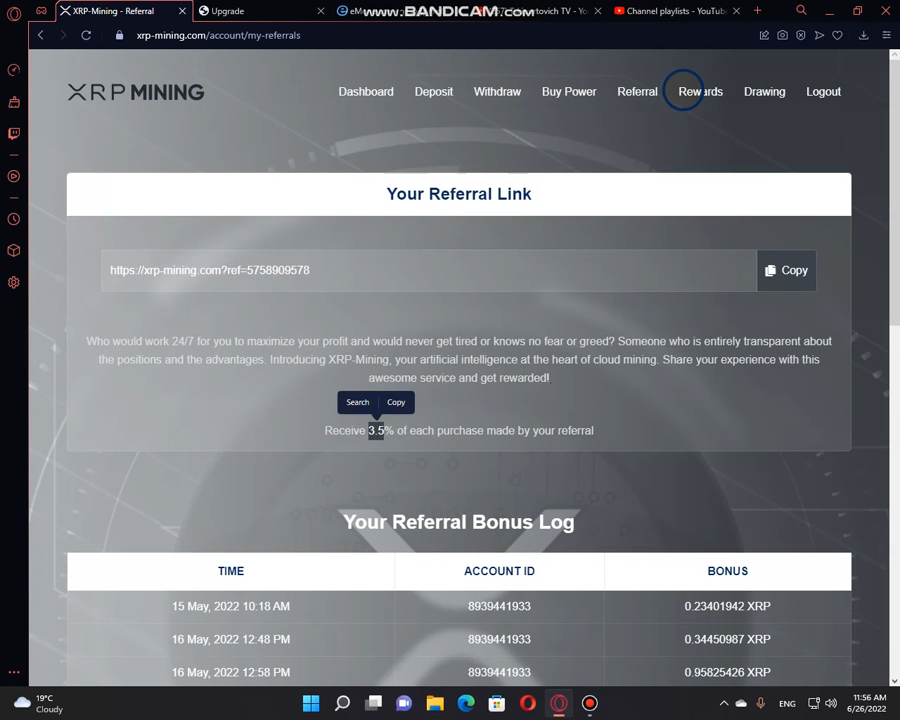 XRP-Mining - Referral
Upgrade
www.BANDICAM.com
Channel playlists - YouTube
xrp-mining.com/account/my-referrals
XRP MINING
Dashboard
Deposit
Withdraw
Buy Power
Referral
Rewards
Drawing
Logout
Your Referral Link
https://xrp-mining.com?ref=5758909578
Copy
Who would work 24/7 for you to maximize your profit and would never get tired or knows no fear or greed? Someone who is entirely transparent about
the positions and the advantages. Introducing XRP-Mining, your artificial intelligence at the heart of cloud mining. Share your experience with this
awesome service and get rewarded!
Search Copy
Receive 3.5% of each purchase made by your referral
Your Referral Bonus Log
TIME ACCOUNT ID BONUS
15 May, 2022 10:18 AM 8939441933 0.23401942 XRP
16 May, 2022 12:48 PM 8939441933 0.34450987 XRP
16 May, 2022 12:58 PM 8939441933 0.95825426 XRP
19°C
Cloudy
ENG
11:56 AM
6/26/2022